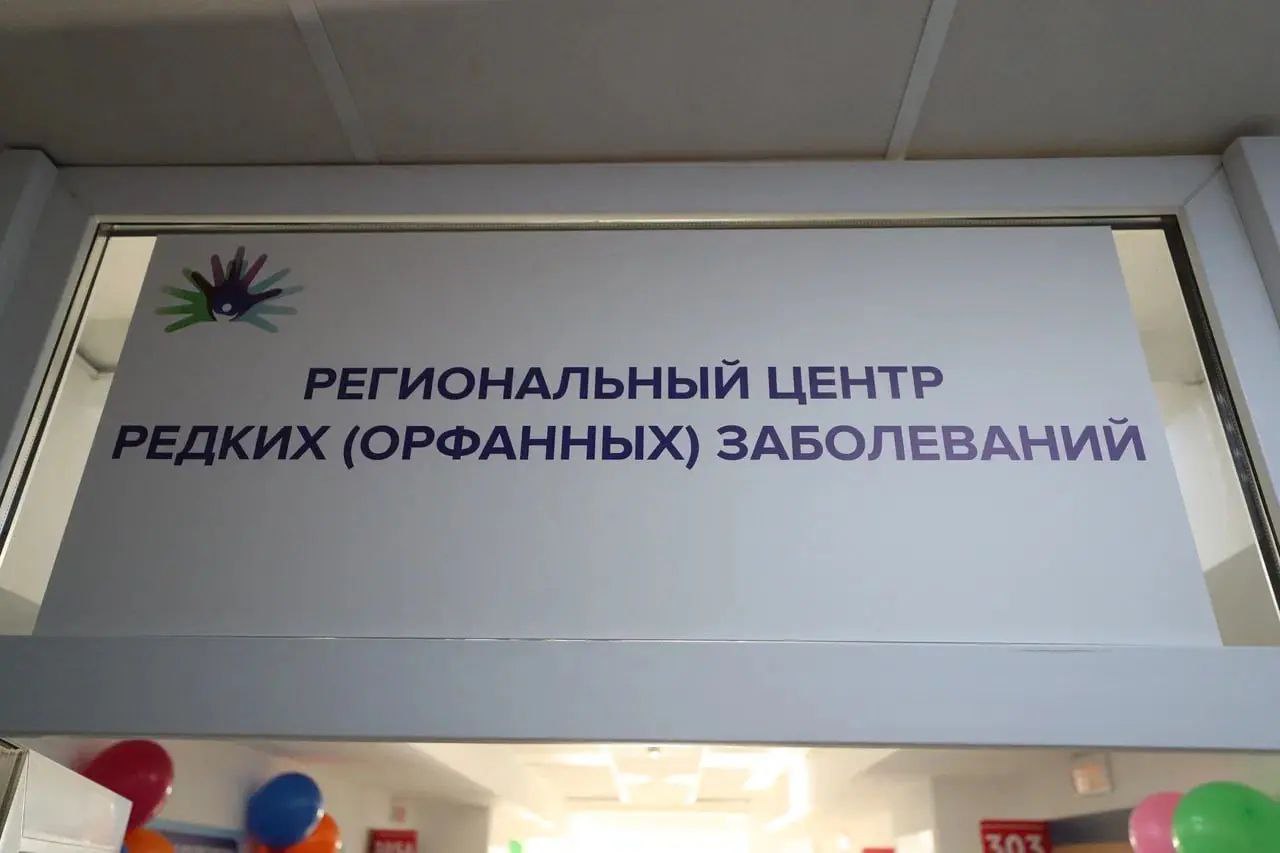 РЕГИОНАЛЬНЫЙ ЦЕНТР
РЕДКИХ (ОРФАННЫХ) ЗАБОЛЕВАНИЙ
303